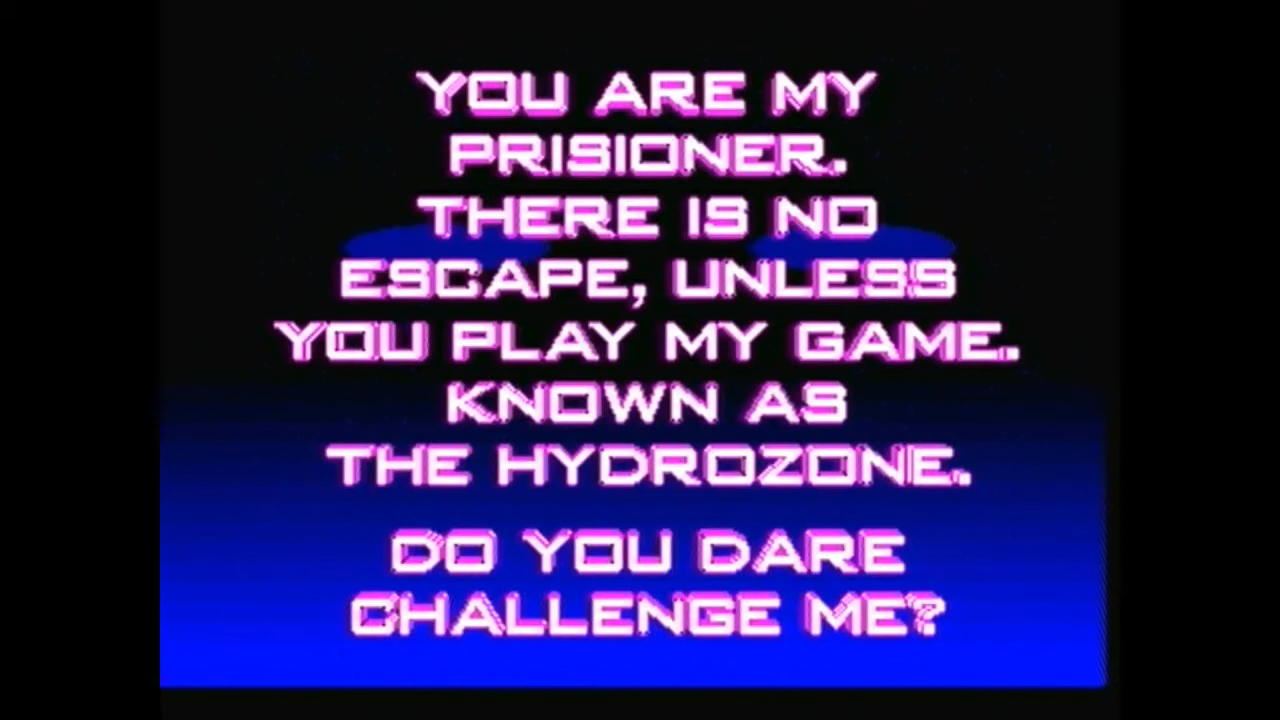 YOU ARE MY
PRISIONER.
THERE IS NO
ESCAPE, UNLESS
YOU PLAY MY GAME.
KNOWN AS
THE HYDROZONE.
DO YOU DARE
CHALLENGE ME?